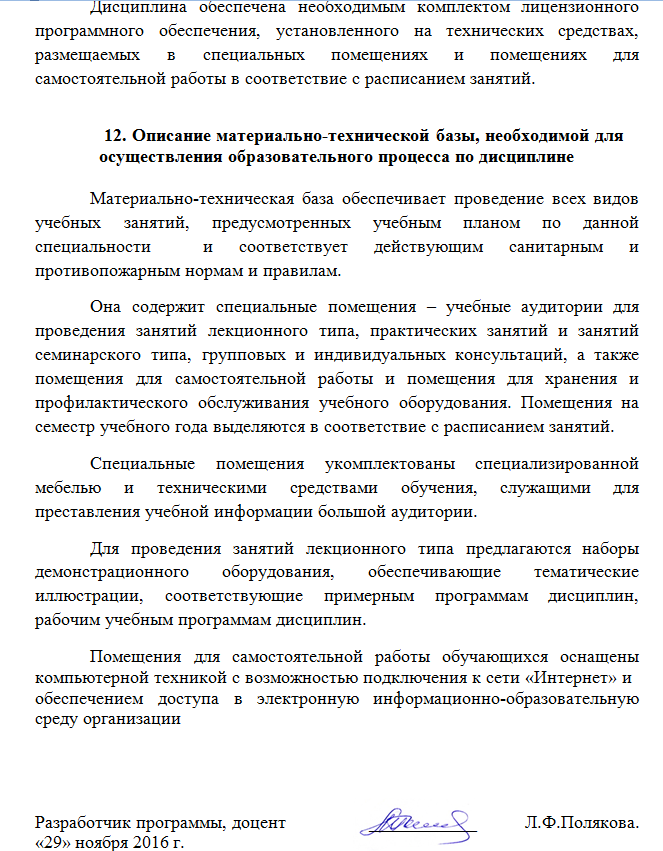 Дисциплина обеспечена необходимым комплектом лицензионного
программного обеспечения, установленного на технических средствах,
размещаемых в специальных помещениях и помещениях для
самостоятельной работы в соответствие с расписанием занятий.
12. Описание материально-технической базы, необходимой для
осуществления образовательного процесса по дисциплине
Материально-техническая база обеспечивает проведение всех видов
учебных занятий, предусмотренных учебным планом по данной
специальности и соответствует действующим санитарным и
противопожарным нормам и правилам.
Она содержит специальные помещения – учебные аудитории для
проведения занятий лекционного типа, практических занятий и занятий
семинарского типа, групповых и индивидуальных консультаций, а также
помещения для самостоятельной работы и помещения для хранения и
профилактического обслуживания учебного оборудования. Помещения на
семестр учебного года выделяются в соответствие с расписанием занятий.
Специальные помещения укомплектованы специализированной
мебелью и техническими средствами обучения, служащими для
преставления учебной информации большой аудитории.
Для проведения занятий лекционного типа предлагаются наборы
демонстрационного оборудования, обеспечивающие тематические
иллюстрации, соответствующие примерным программам дисциплин,
рабочим учебным программам дисциплин.
Помещения для самостоятельной работы обучающихся оснащены
компьютерной техникой с возможностью подключения к сети «Интернет» и
обеспечением доступа в электронную информационно-образовательную
среду организации
Разработчик программы, доцент Л.Ф.Полякова.
«29» ноября 2016 г.